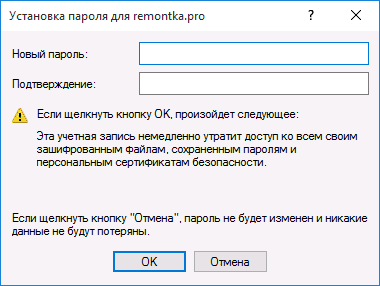 Установка пароля для remontka.pro
Новый пароль:
Подтверждение:
Если щелкнуть кнопку OK, произойдет следующее:
Эта учетная запись немедленно утратит доступ ко всем своим
зашифрованным файлам, сохраненным паролям и
персональным сертификатам безопасности.
Если щелкнуть кнопку "Отмена", пароль не будет изменен и никакие
данные не будут потеряны.
OK
Отмена